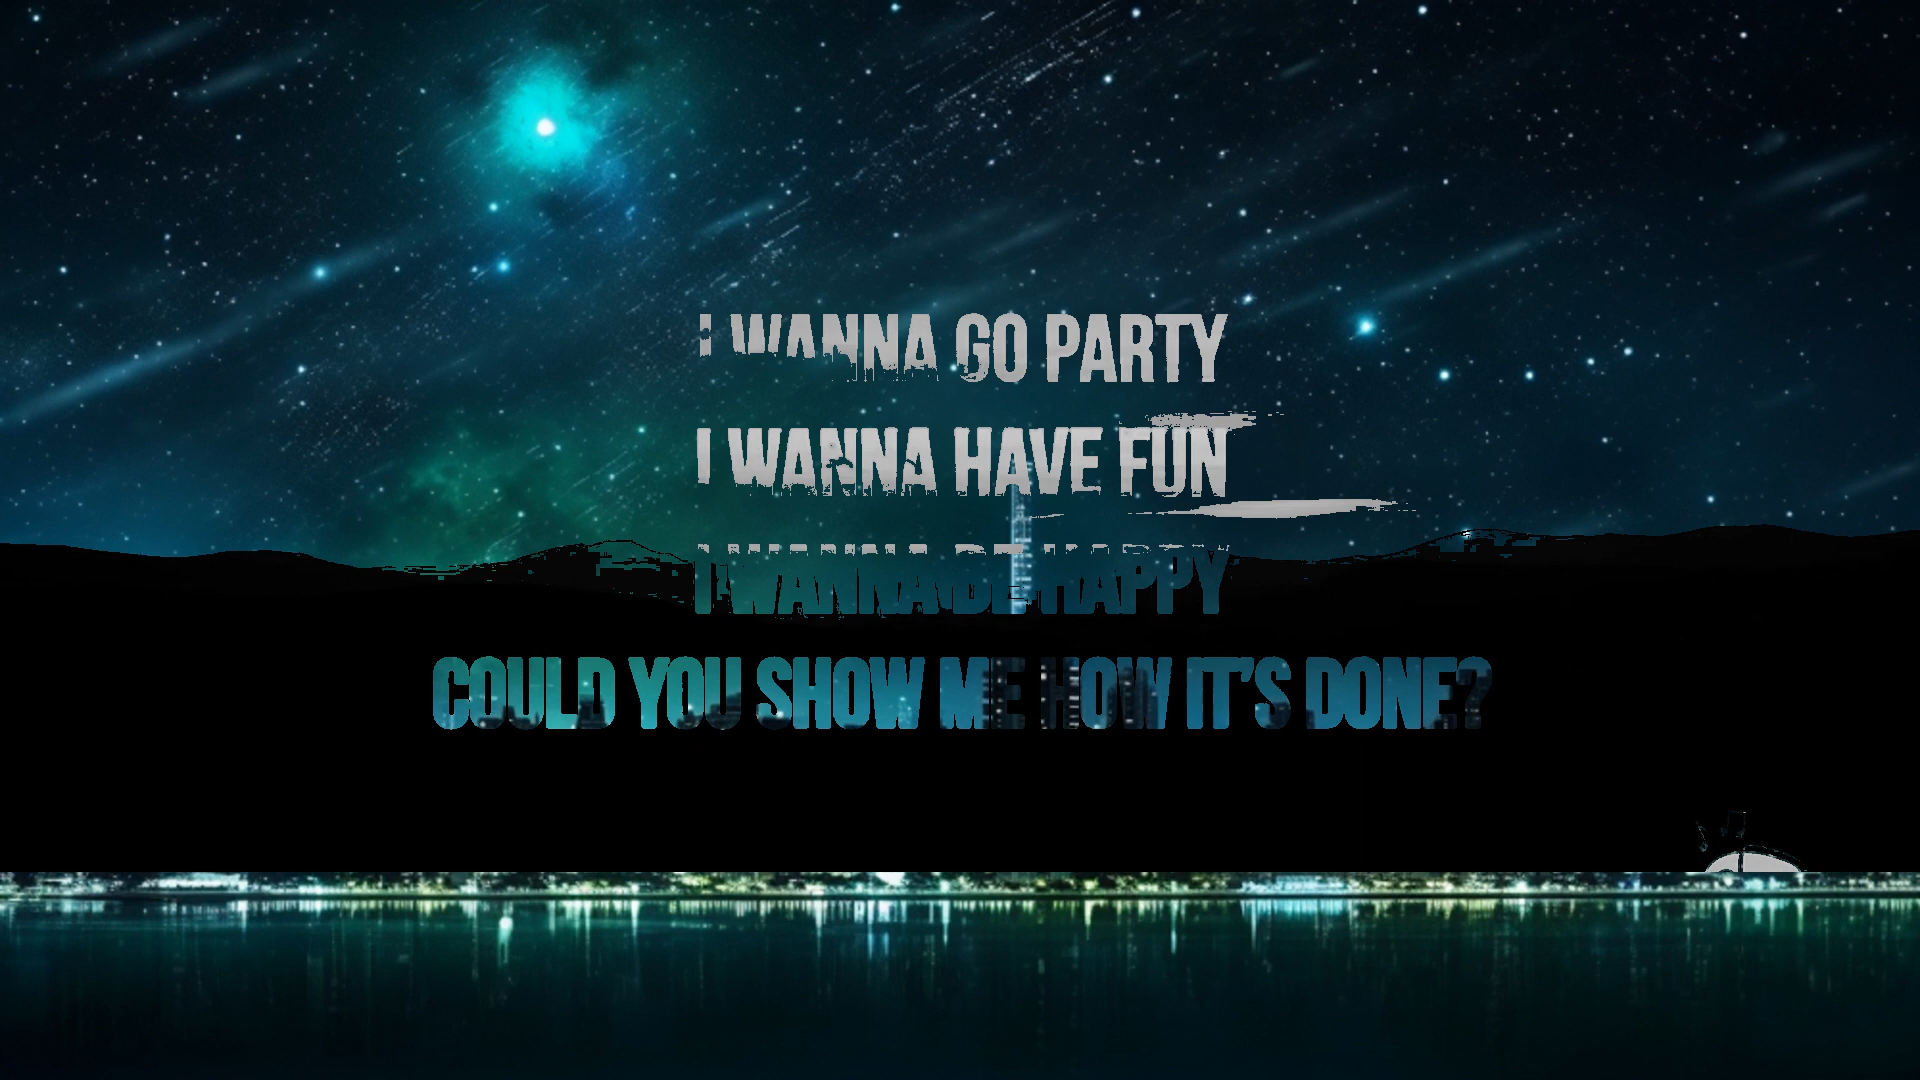 I WANNA GO PARTY
I WANNA HAVE FUN
I WANNA BE HAPPY
COULD YOU SHOW ME HOW IT'S DONE?